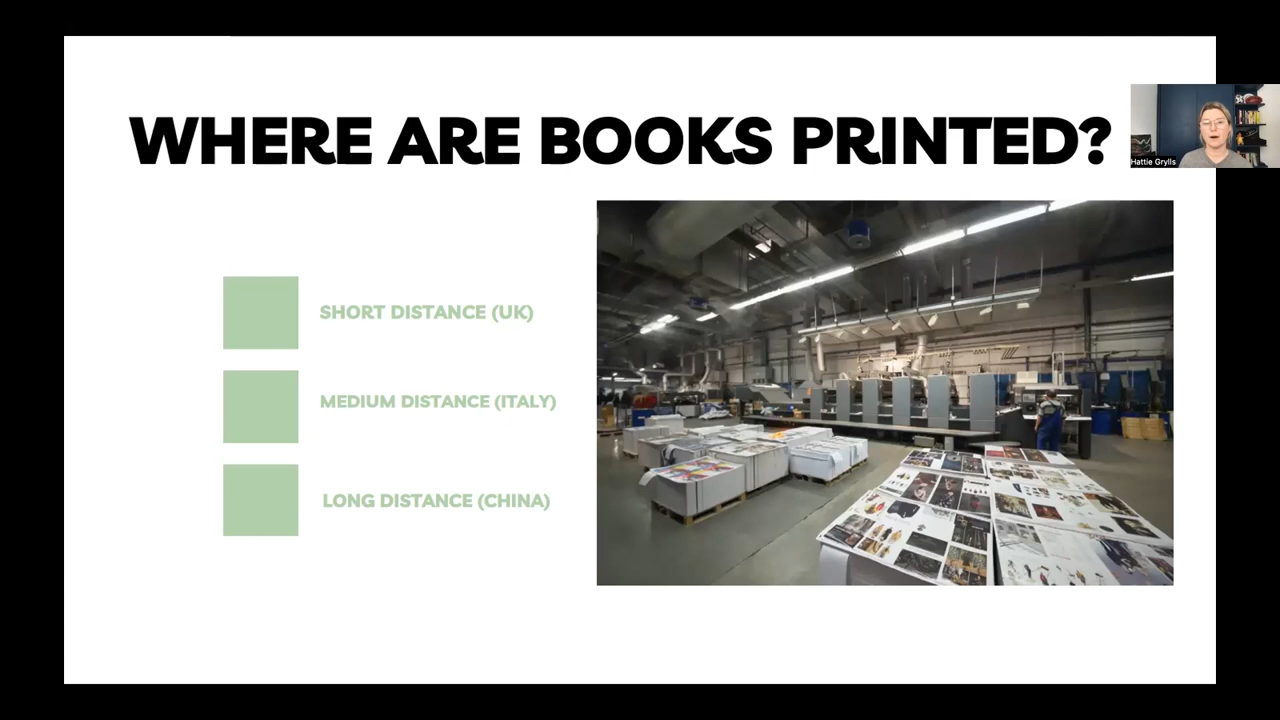 WHERE ARE BOOKS PRINTED?
Hattie Grylls
SHORT DISTANCE (UK)
MEDIUM DISTANCE (ITALY)
LONG DISTANCE (CHINA)